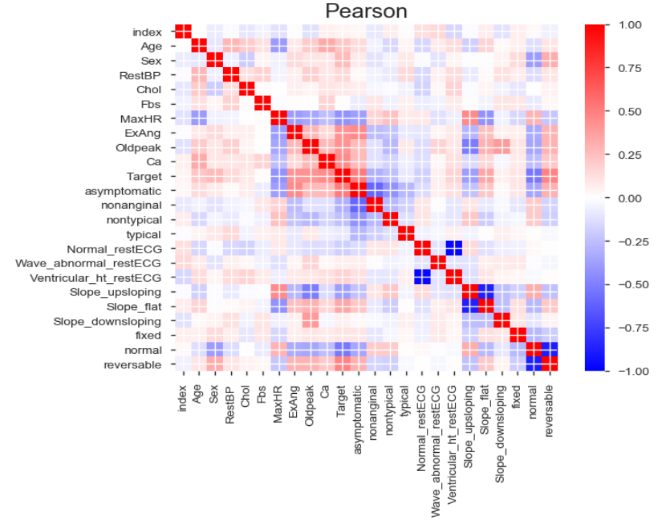 Pearson
index
Age
Sex
RestBP
Chol
Fbs
MaxHR
ExAng
Oldpeak
Ca
Target
asymptomatic
nonanginal
nontypical
typical
Normal_restECG
Wave_abnormal_restECG
Ventricular_ht_restECG
Slope_upsloping
Slope_flat
Slope_downsloping
fixed
normal
reversable
index
Age
Sex
RestBP
Chol
Fbs
MaxHR
ExAng
Oldpeak
Ca
Target
asymptomatic
nonanginal
nontypical
typical
Normal_restECG
Wave_abnormal_restECG
Ventricular_ht_restECG
Slope_upsloping
Slope_flat
Slope_downsloping
fixed
normal
reversable
1.00
0.75
0.50
0.25
0.00
−0.25
−0.50
−0.75
−1.00